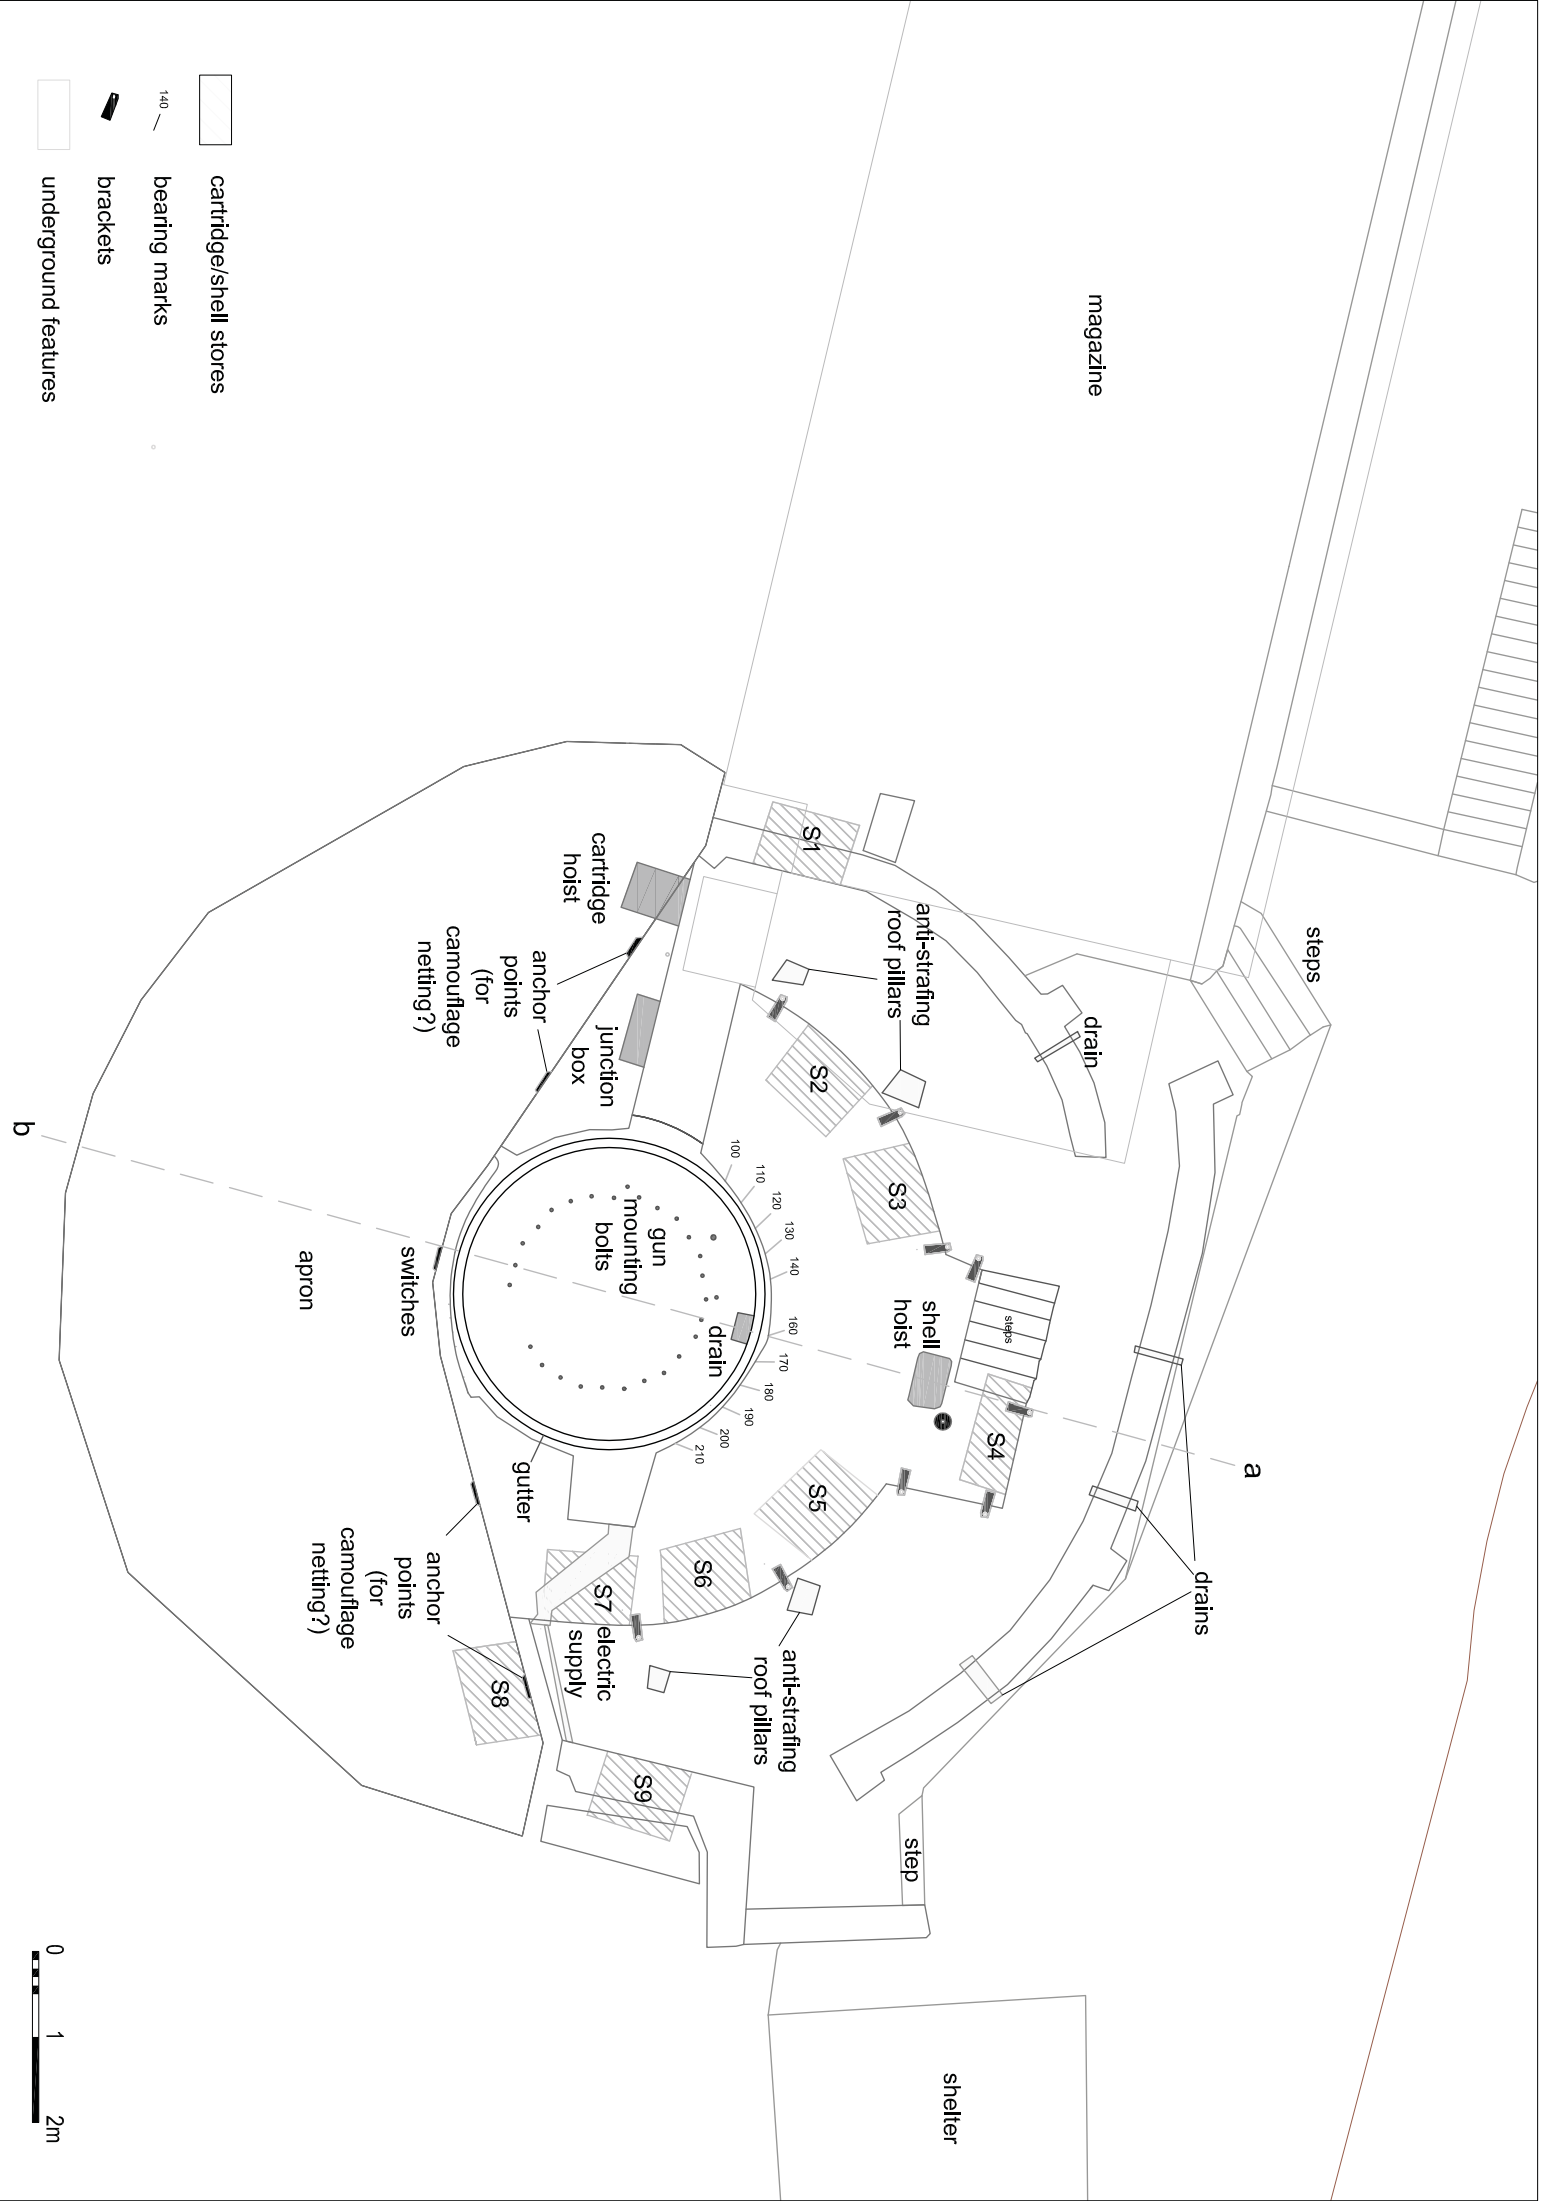 steps
a
drains
magazine
drain
steps
S4
shell
hoist
step
shelter
anti-strafing
roof pillars
S3
S1
S2
S5
140
160
130
170
120
180
110
190
100
200
210
drain
anti-strafing
roof pillars
S6
gun
mounting
bolts
S9
cartridge
hoist
junction
box
S7
electric
supply
anchor
points
(for
camouflage
netting?)
gutter
S8
switches
anchor
points
(for
camouflage
netting?)
apron
b
cartridge/shell stores
140
bearing marks
brackets
underground features
0
1
2m